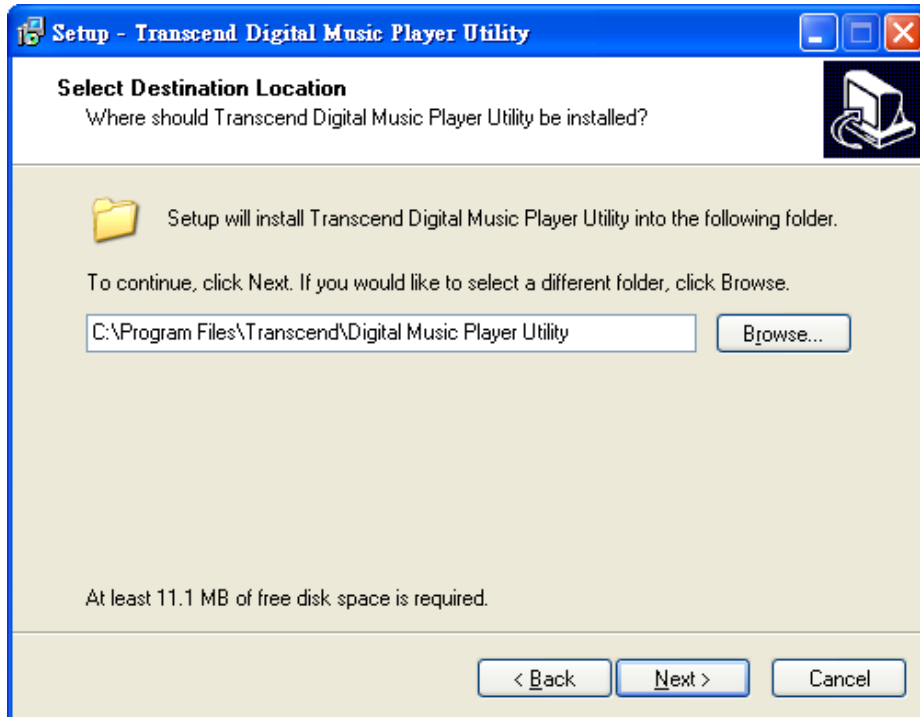 Setup - Transcend Digital Music Player Utility
Select Destination Location
Where should Transcend Digital Music Player Utility be installed?
Setup will install Transcend Digital Music Player Utility into the following folder.
To continue, click Next. If you would like to select a different folder, click Browse.
C:\Program Files\Transcend\Digital Music Player Utility
Browse...
At least 11.1 MB of free disk space is required.
< Back
Next >
Cancel